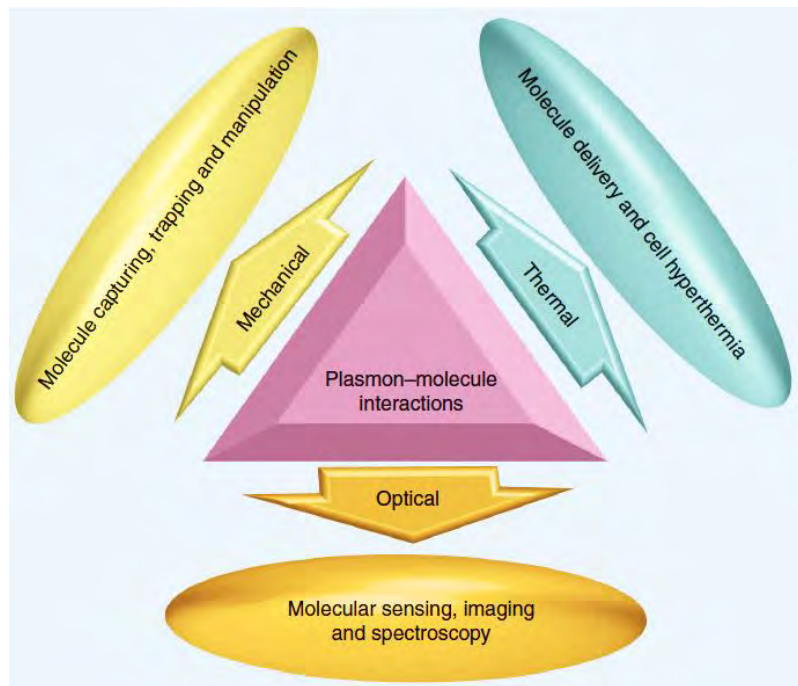 Molecule capturing, trapping and manipulation
Molecule delivery and cell hyperthermia
Mechanical
Thermal
Plasmon–molecule
interactions
Optical
Molecular sensing, imaging
and spectroscopy